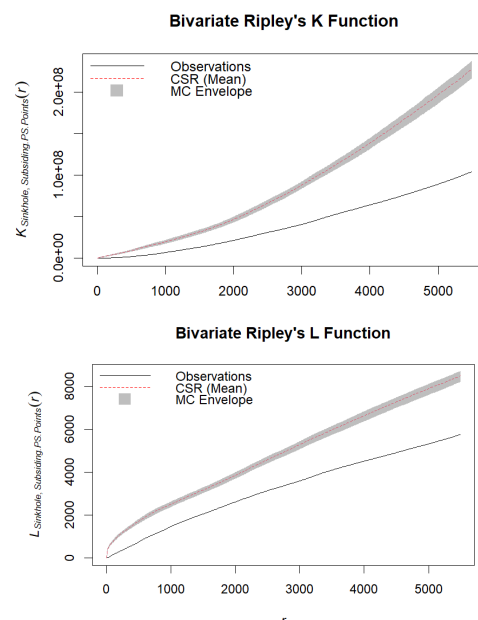 Bivariate Ripley's K Function
Observations
CSR (Mean)
MC Envelope
K Sinkhole, Subsiding.PS.Points(r)
0.0e+00 1.0e+08 2.0e+08
0 1000 2000 3000 4000 5000
Bivariate Ripley's L Function
Observations
CSR (Mean)
MC Envelope
L Sinkhole, Subsiding.PS.Points(r)
0 2000 4000 6000 8000
0 1000 2000 3000 4000 5000